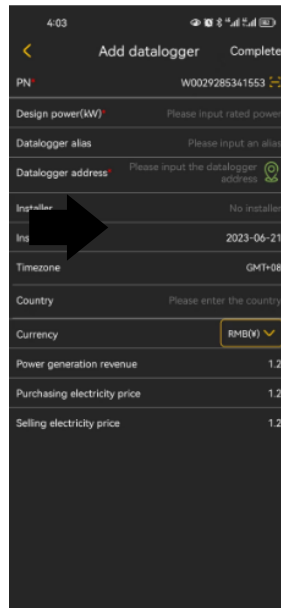 4:03
Add datalogger Complete
PN* W0029285341553
Design power(kW)* Please input rated power
Datalogger alias Please input an alias
Datalogger address* Please input the datalogger
address
Installer No installer
Ins 2023-06-21
Timezone GMT+08
Country Please enter the country
Currency RMB(¥)
Power generation revenue 1.2
Purchasing electricity price 1.2
Selling electricity price 1.2